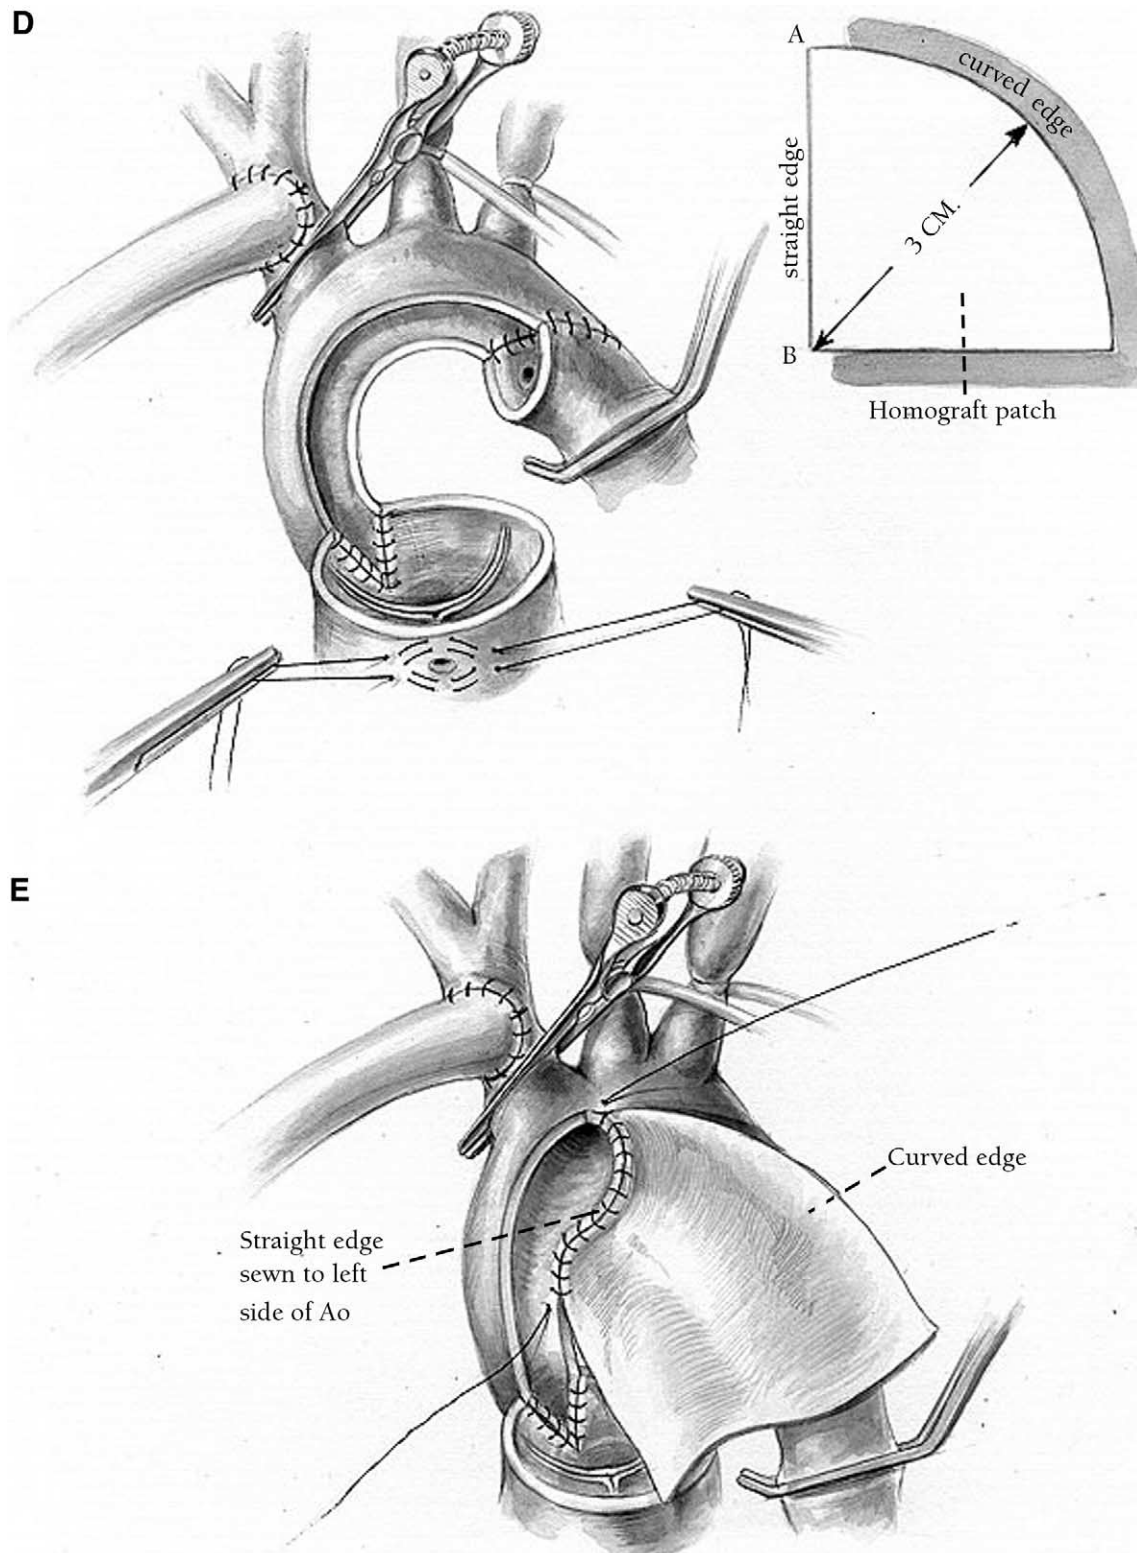 D
A
curved edge
straight edge
3 CM.
B
Homograft patch
E
Curved edge
Straight edge
sewn to left
side of Ao